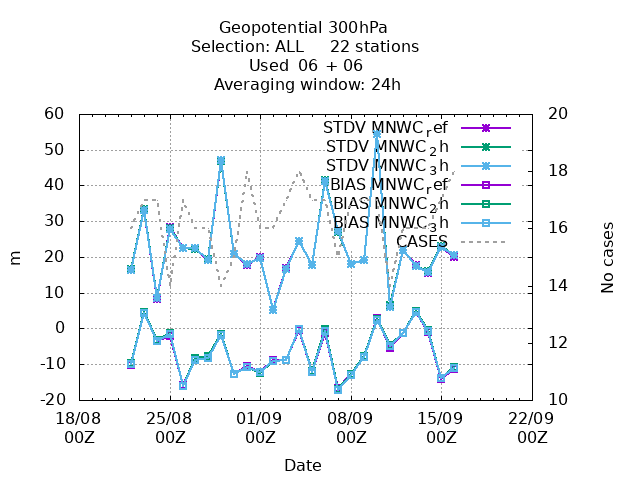 Geopotential 300hPa
Selection: ALL 22 stations
Used 06 + 06
Averaging window: 24h
STDV MNWC_ref
STDV MNWC_2h
STDV MNWC_3h
BIAS MNWC_ref
BIAS MNWC_2h
BIAS MNWC_3h
CASES
60
50
40
30
20
10
0
-10
-20
m
20
18
16
14
12
10
No cases
18/08 25/08 01/09 08/09 15/09 22/09
00Z 00Z 00Z 00Z 00Z 00Z
Date